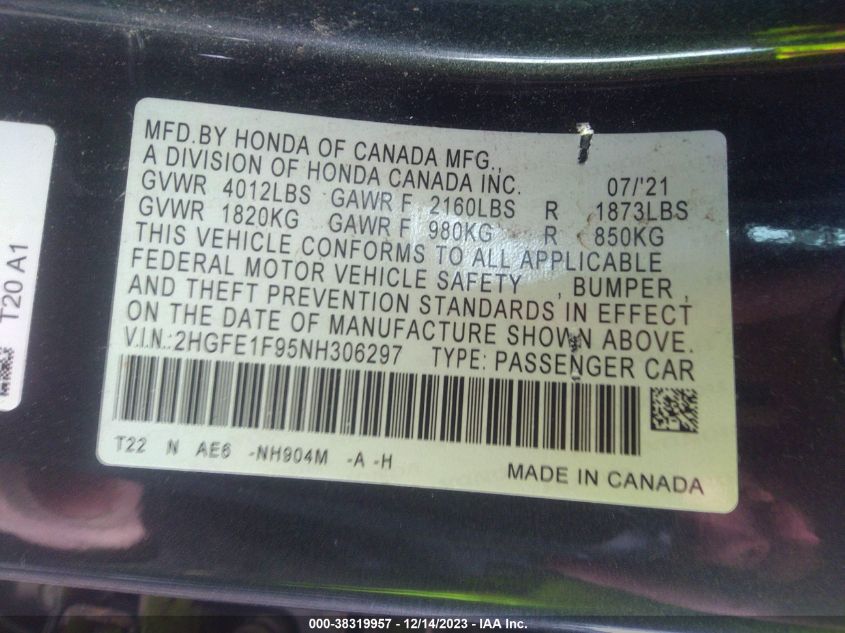 MFD.BY HONDA OF CANADA MFG.,
A DIVISION OF HONDA CANADA INC. 07/'21
GVWR 4012LBS GAWR F 2160LBS R 1873LBS
GVWR 1820KG GAWR F 980KG R 850KG
THIS VEHICLE CONFORMS TO ALL APPLICABLE
FEDERAL MOTOR VEHICLE SAFETY , BUMPER ,
AND THEFT PREVENTION STANDARDS IN EFFECT
ON THE DATE OF MANUFACTURE SHOWN ABOVE.
V.I.N.:2HGFE1F95NH306297 TYPE: PASSENGER CAR
T22 N AE6 -NH904M -A -H
MADE IN CANADA
T20 A1
000-38319957 - 12/14/2023 - IAA Inc.